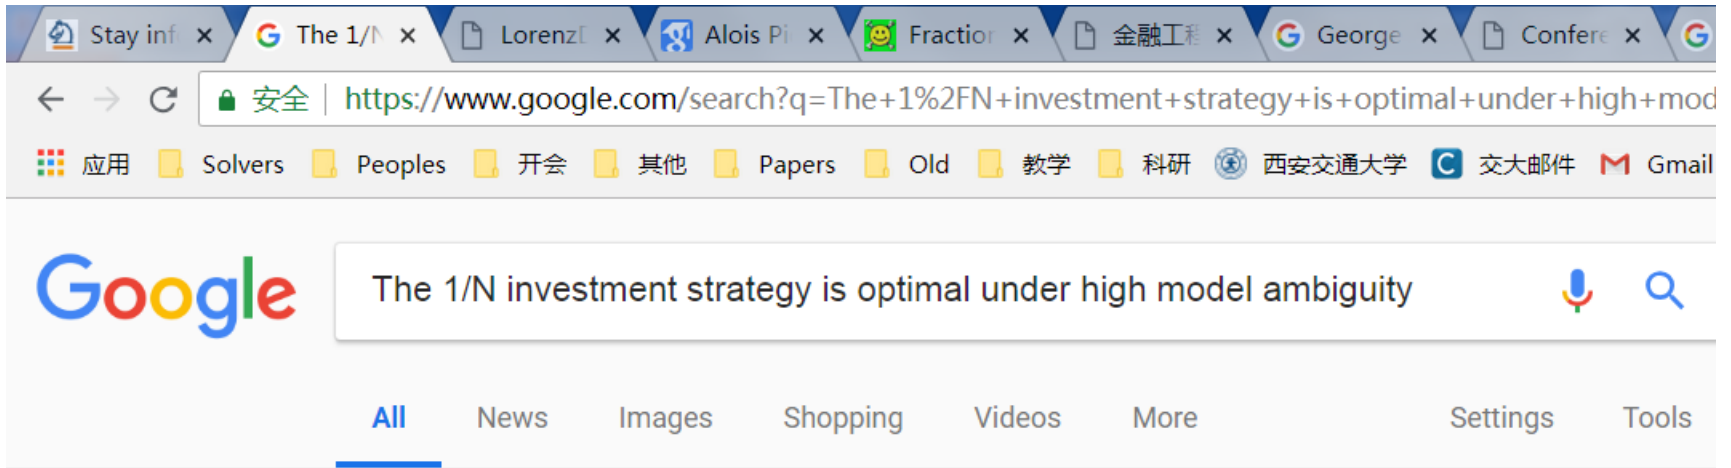 Stay inf The 1/N Lorenz Alois Pi Fraction 金融工程 George Confere
安全 https://www.google.com/search?q=The+1%2FN+investment+strategy+is+optimal+under+high+mod
应用 Solvers Peoples 开会 其他 Papers Old 教学 科研 西安交通大学 C 交大邮件 Gmail
Google The 1/N investment strategy is optimal under high model ambiguity
All News Images Shopping Videos More Settings Tools